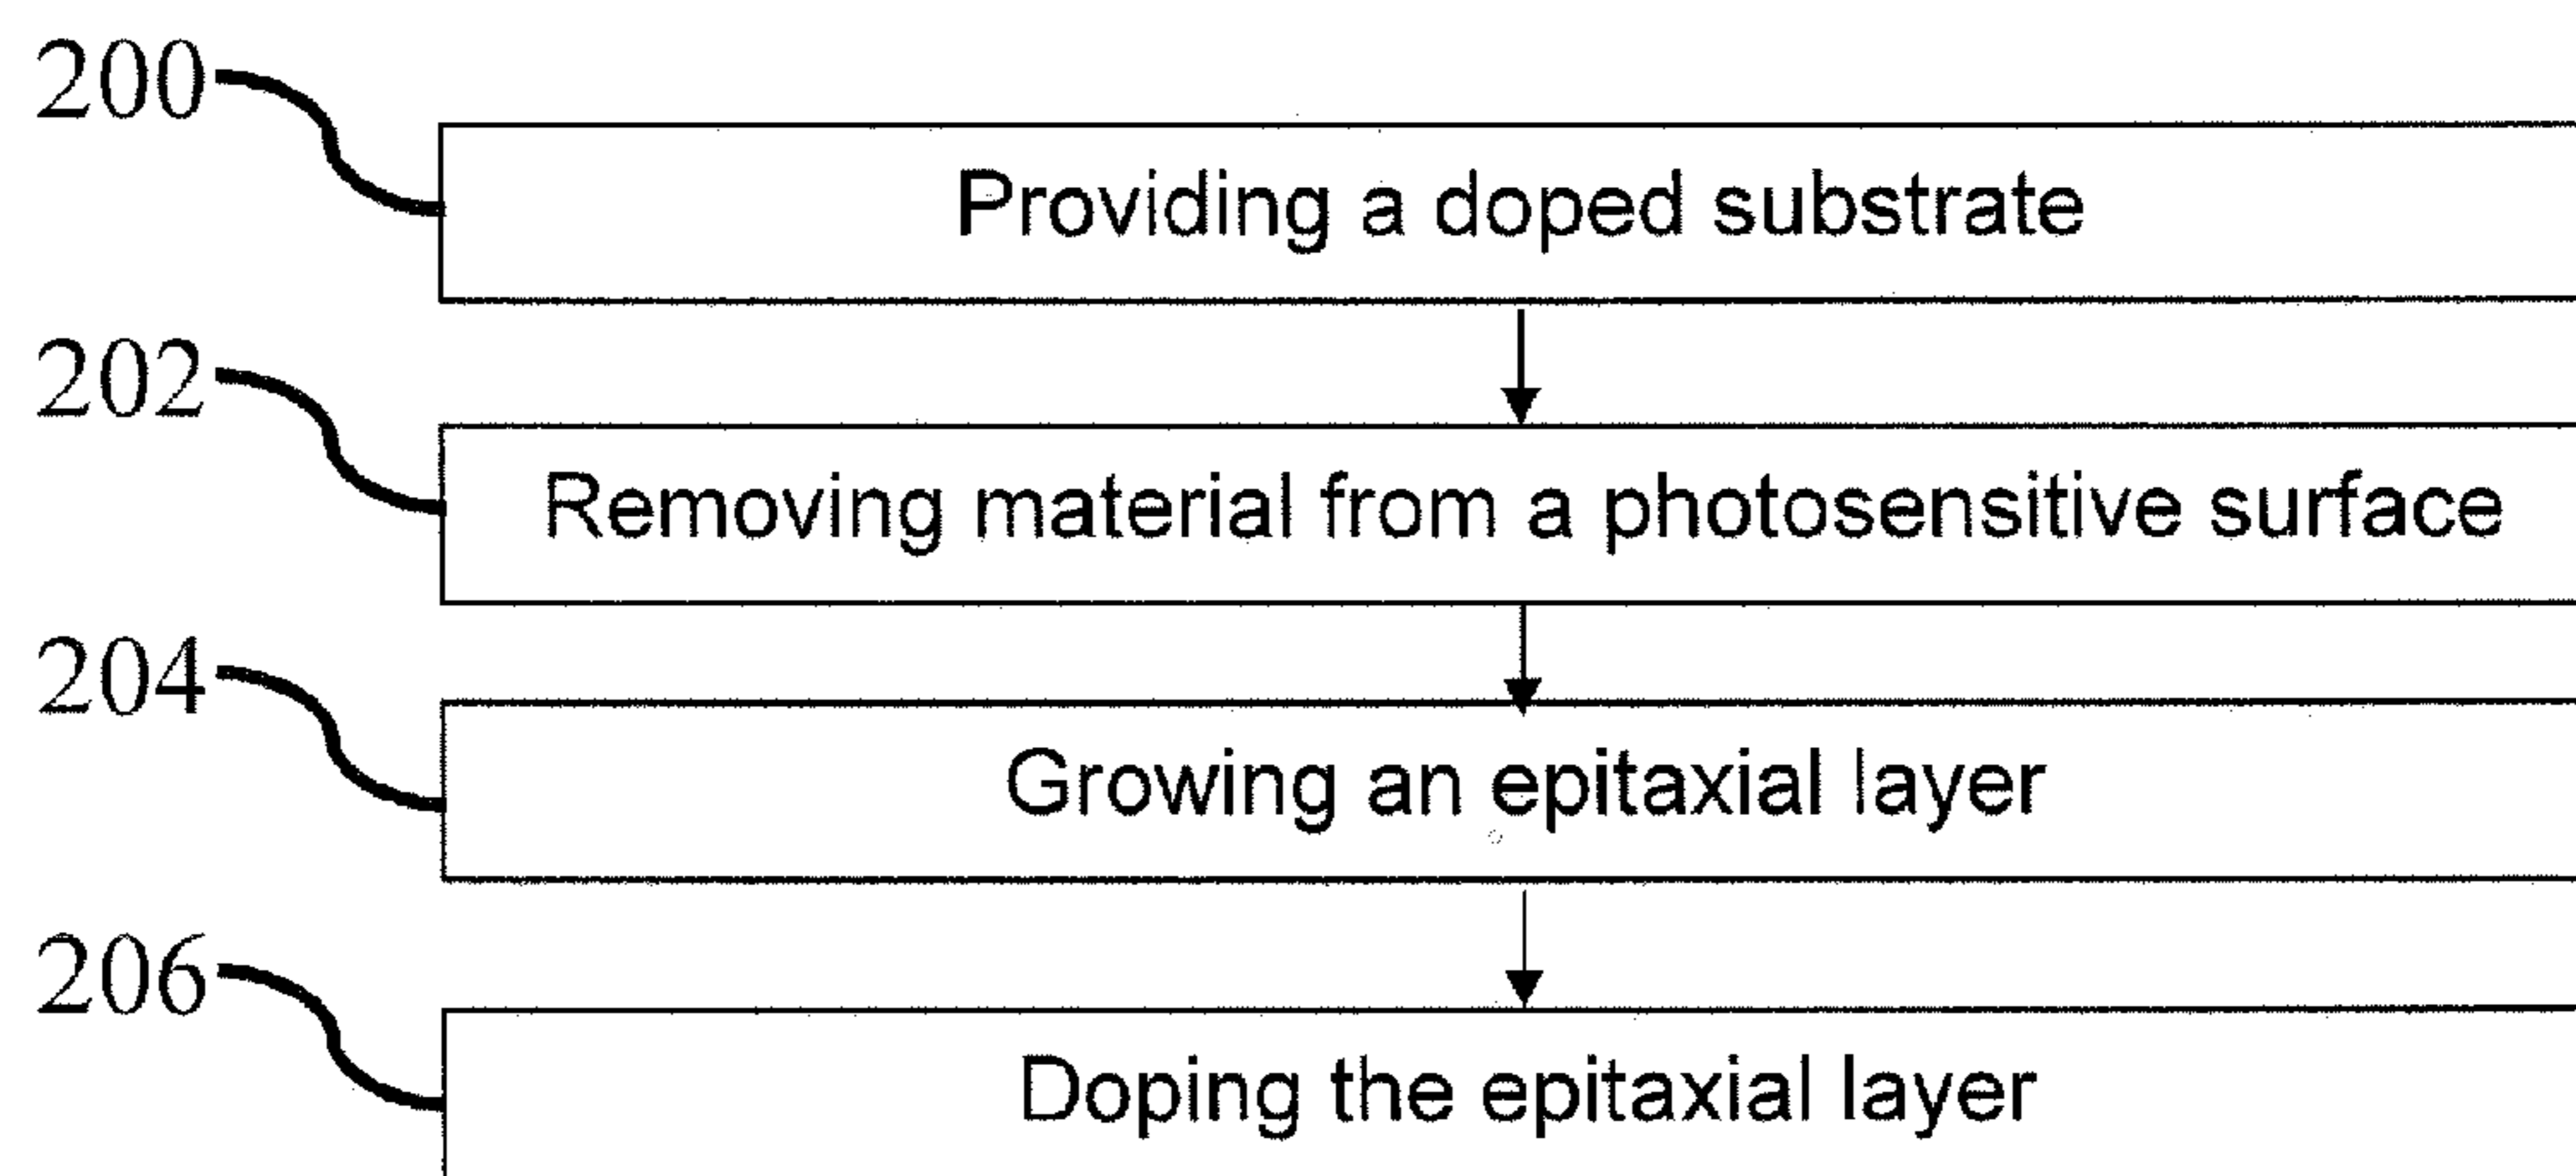 200
Providing a doped substrate
202
Removing material from a photosensitive surface
204
Growing an epitaxial layer
206
Doping the epitaxial layer